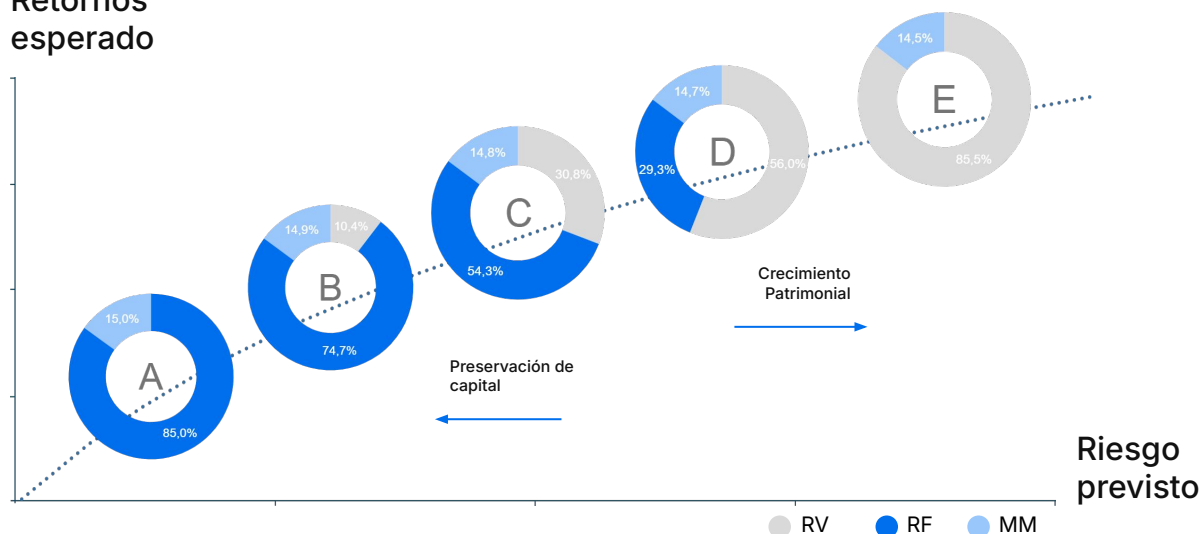 Retornos
esperado
14,5%
E
85,5%
14,7%
D
56,0%
29,3%
14,8%
30,8%
C
54,3%
14,9%
10,4%
B
74,7%
15,0%
A
85,0%
Crecimiento
Patrimonial
Preservación de
capital
Riesgo
previsto
RV
RF
MM